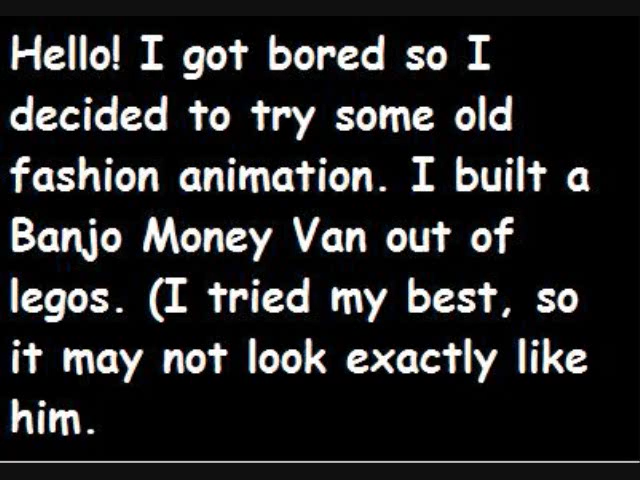 Hello! I got bored so I
decided to try some old
fashion animation. I built a
Banjo Money Van out of
legos. (I tried my best, so
it may not look exactly like
him.